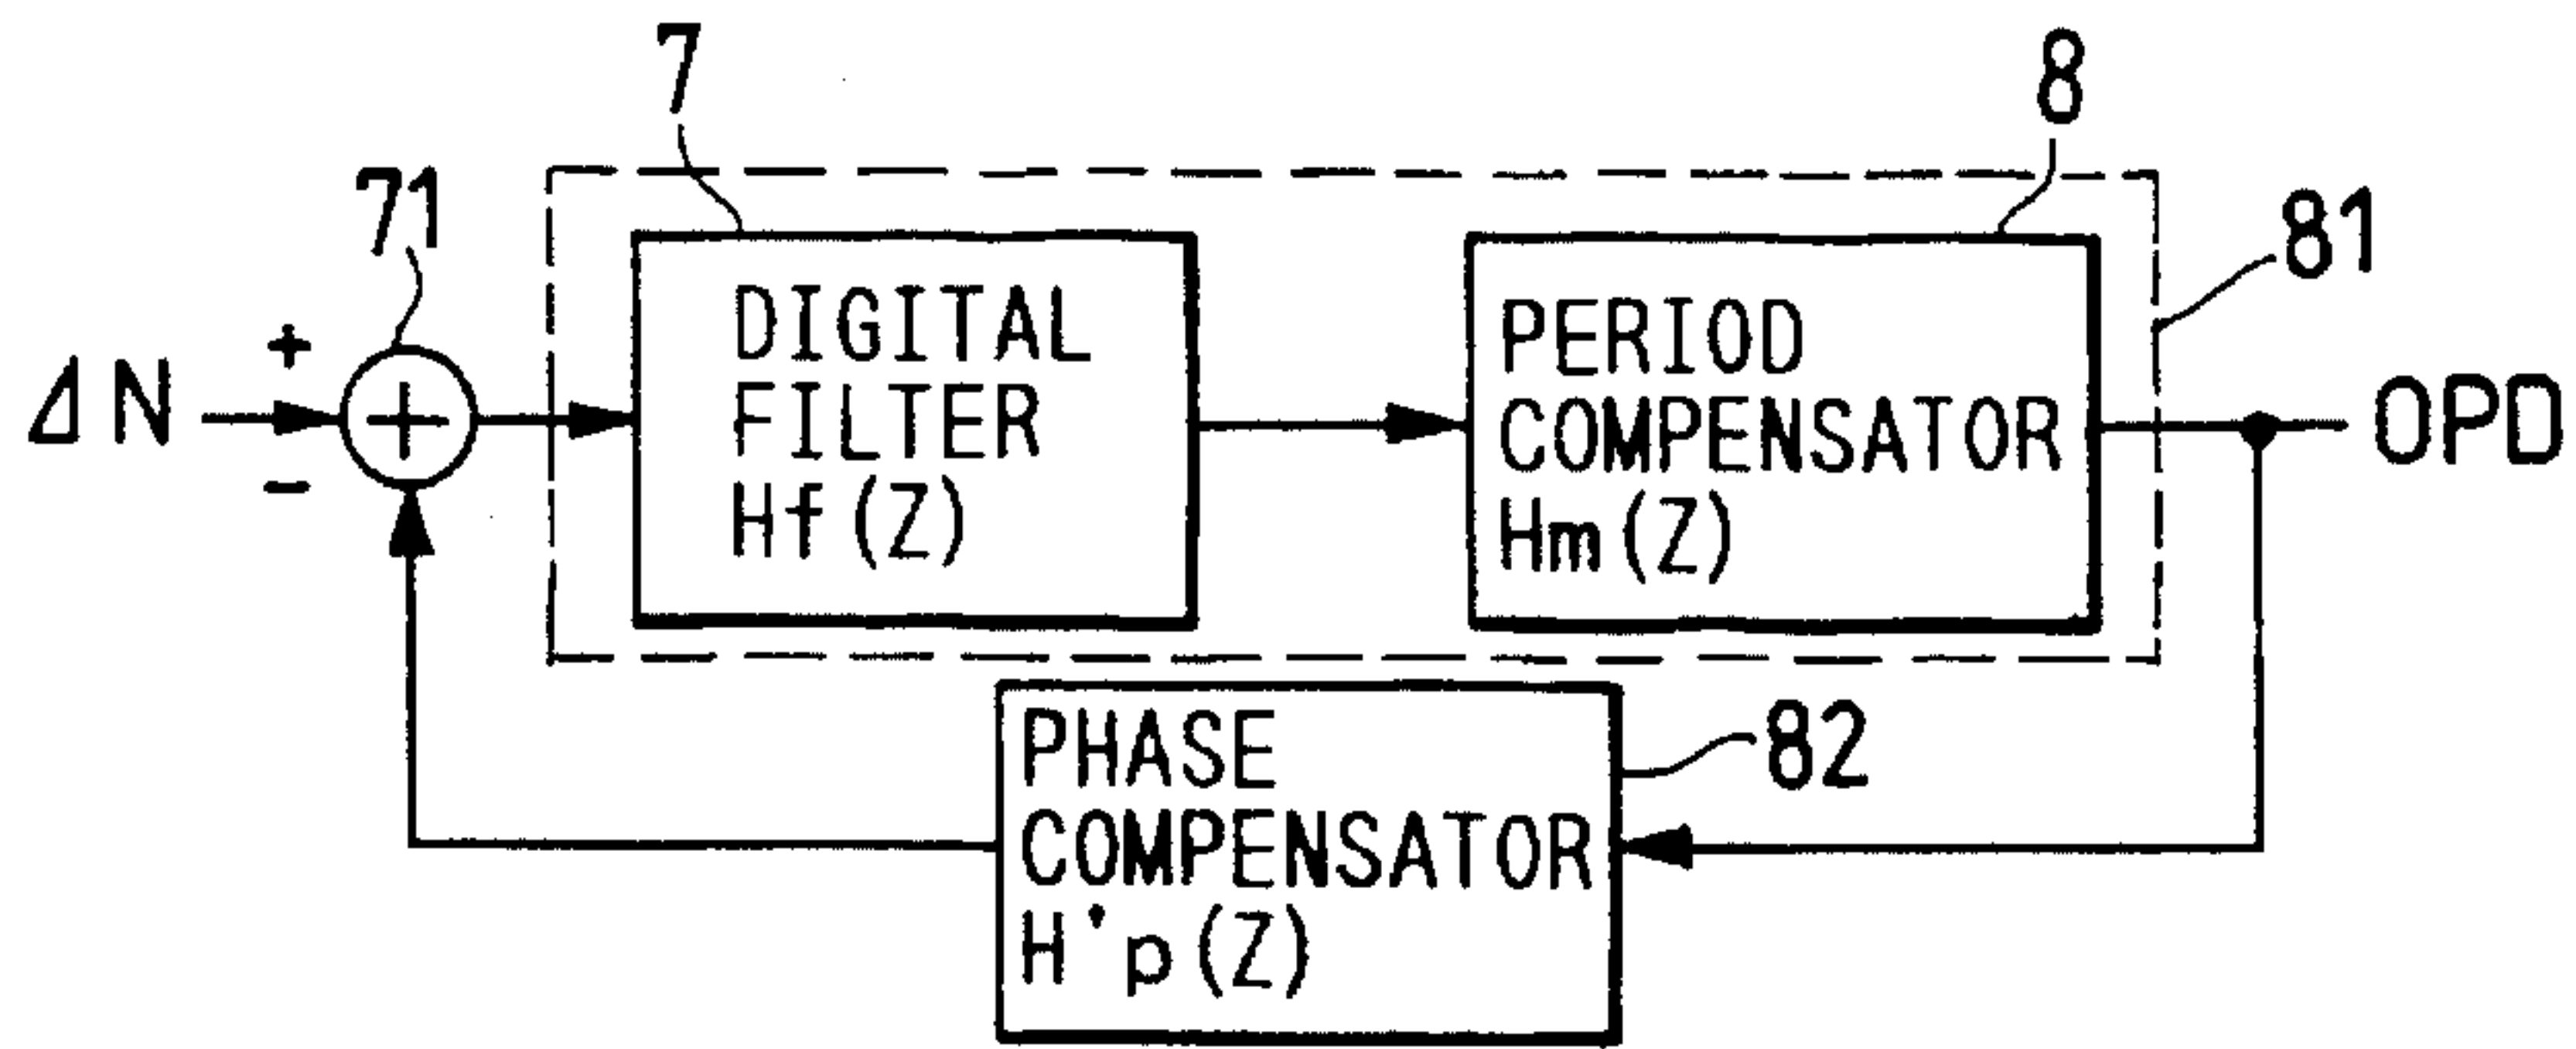 7
8
71
81
ΔN
+
−
+
DIGITAL
FILTER
Hf(Z)
PERIOD
COMPENSATOR
Hm(Z)
OPD
PHASE
COMPENSATOR
H'p(Z)
82